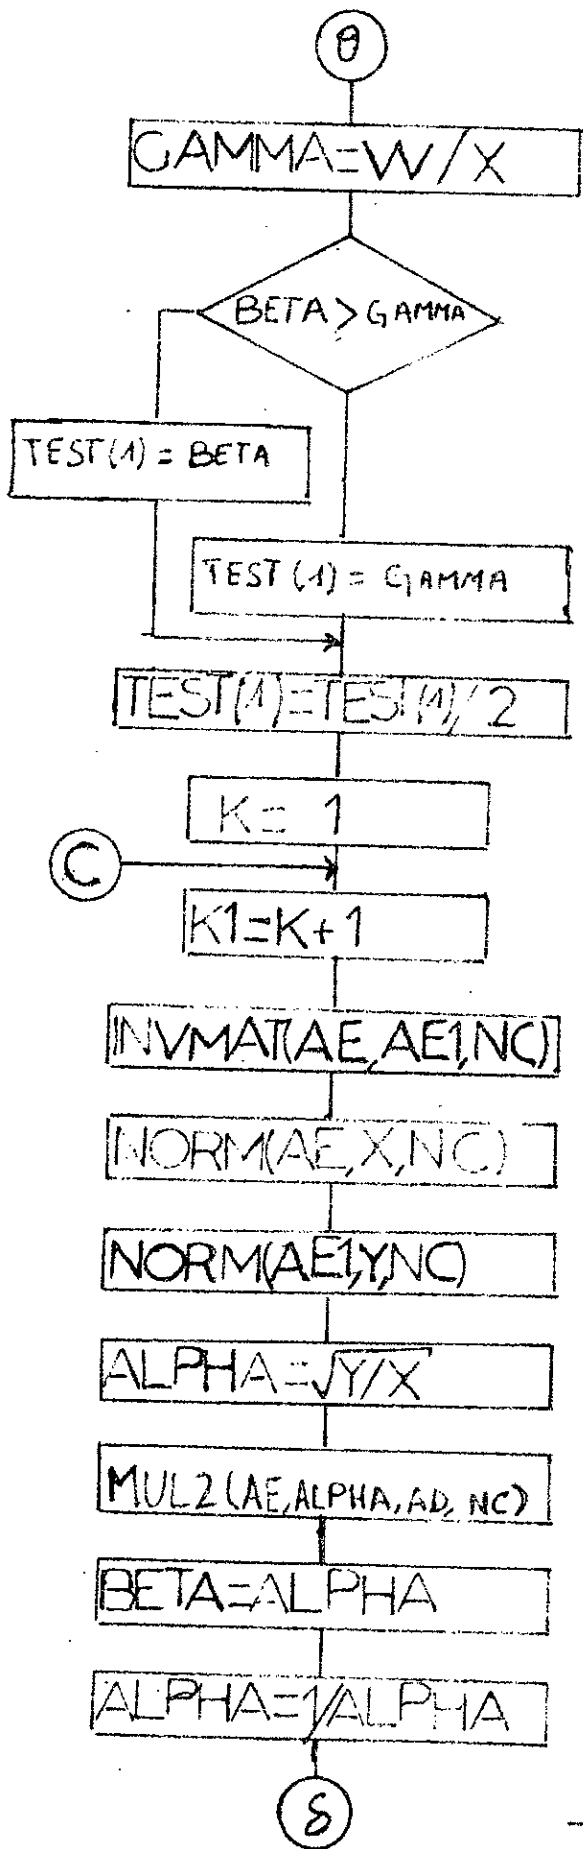 θ
GAMMA=W/X
BETA>GAMMA
TEST(1) = BETA
TEST(1) = GAMMA
TEST(1)=TEST(1)/2
K= 1
C
K1=K+1
INVMAT(AE,AE1,NC)
NORM(AE,X,NC)
NORM(AE1,Y,NC)
ALPHA=√Y/X
MUL2(AE,ALPHA,AD,NC)
BETA=ALPHA
ALPHA=1/ALPHA
δ